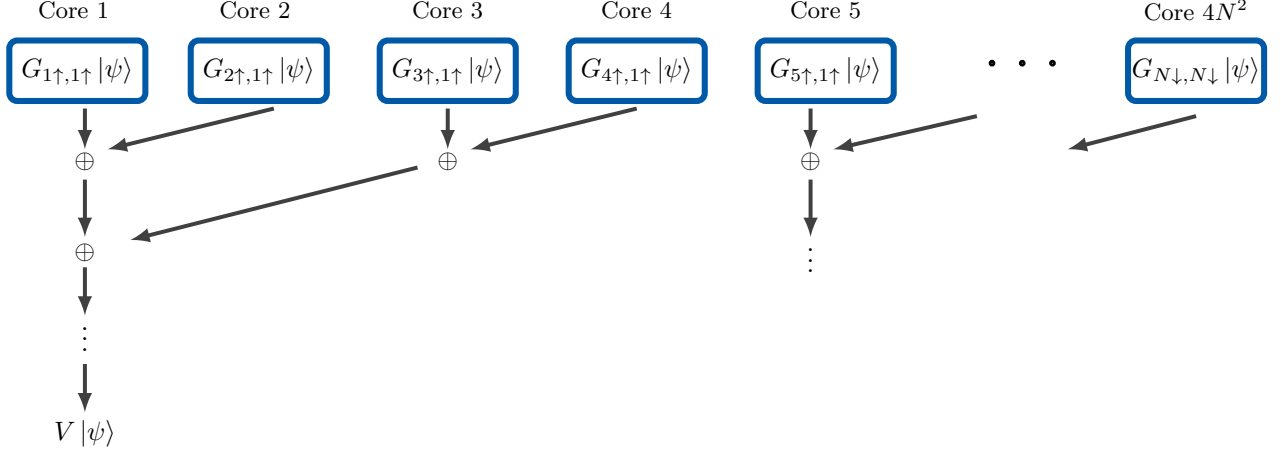 Core 1 Core 2 Core 3 Core 4 Core 5 Core 4N²
G₁↑,₁↑ |ψ⟩ G₂↑,₁↑ |ψ⟩ G₃↑,₁↑ |ψ⟩ G₄↑,₁↑ |ψ⟩ G₅↑,₁↑ |ψ⟩ • • • G_{N↓,N↓} |ψ⟩
⊕ ⊕ ⊕
⊕ ⋮
⋮
V |ψ⟩